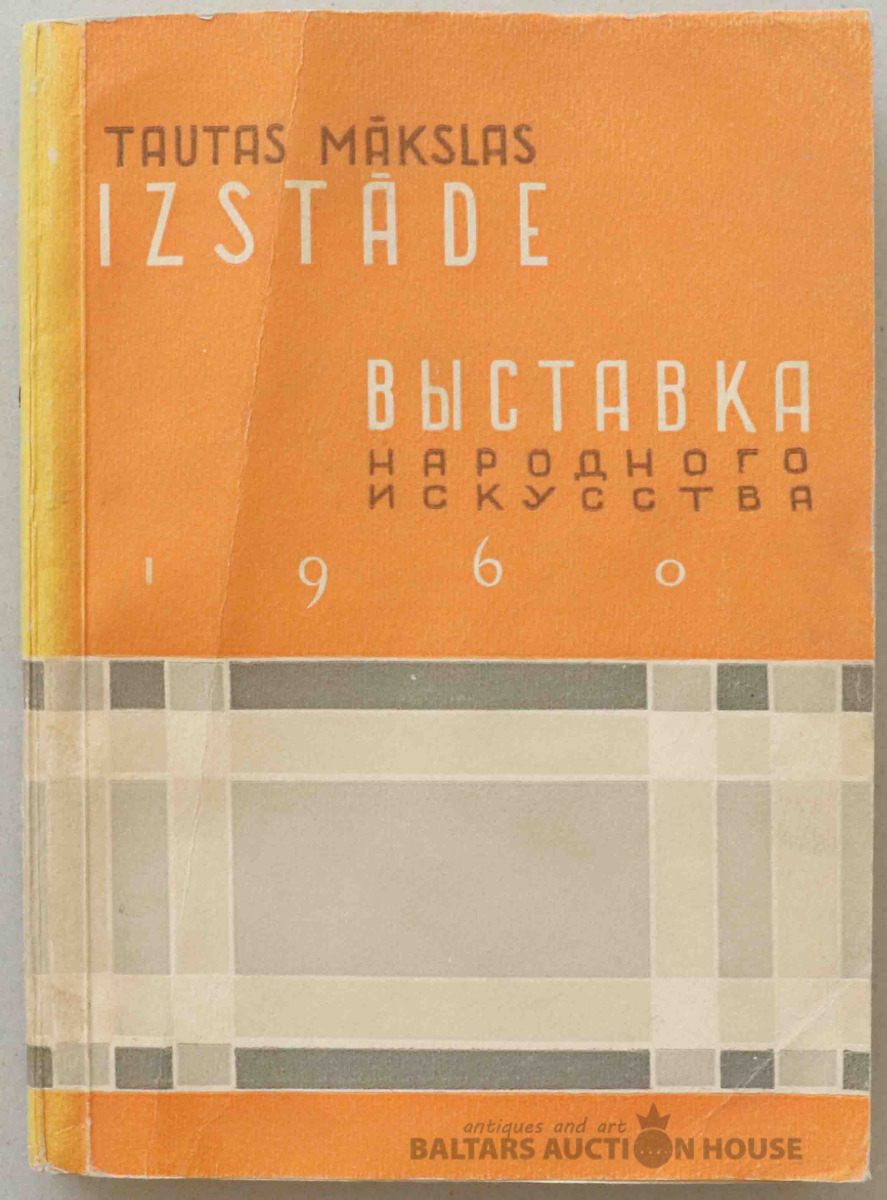 TAUTAS MĀKSLAS
IZSTĀDE
ВЫСТАВКА
НАРОДНОГО
ИСКУССТВА
1960
antiques and art
BALTARS AUCTION HOUSE